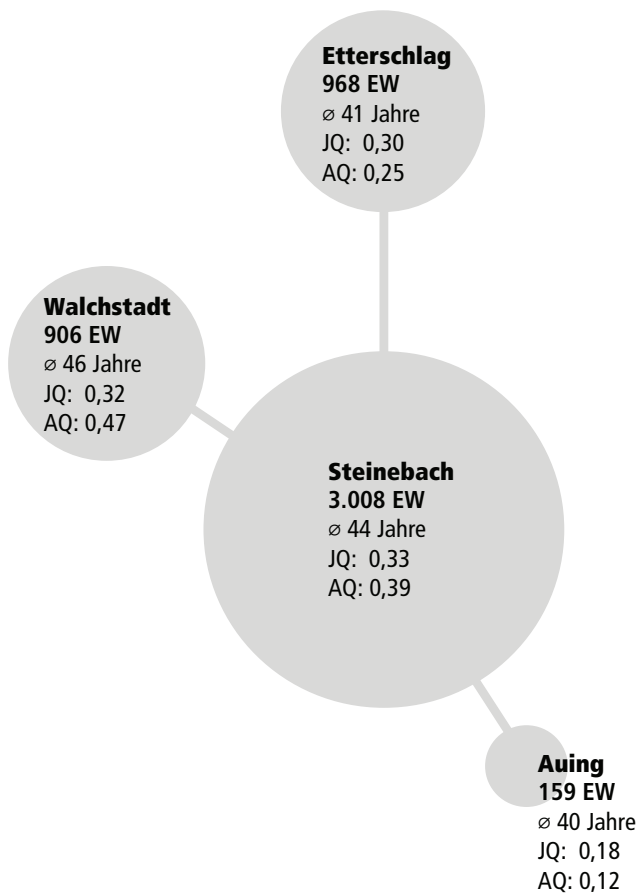 Etterschlag
968 EW
⌀ 41 Jahre
JQ: 0,30
AQ: 0,25
Walchstadt
906 EW
⌀ 46 Jahre
JQ: 0,32
AQ: 0,47
Steinebach
3.008 EW
⌀ 44 Jahre
JQ: 0,33
AQ: 0,39
Auing
159 EW
⌀ 40 Jahre
JQ: 0,18
AQ: 0,12